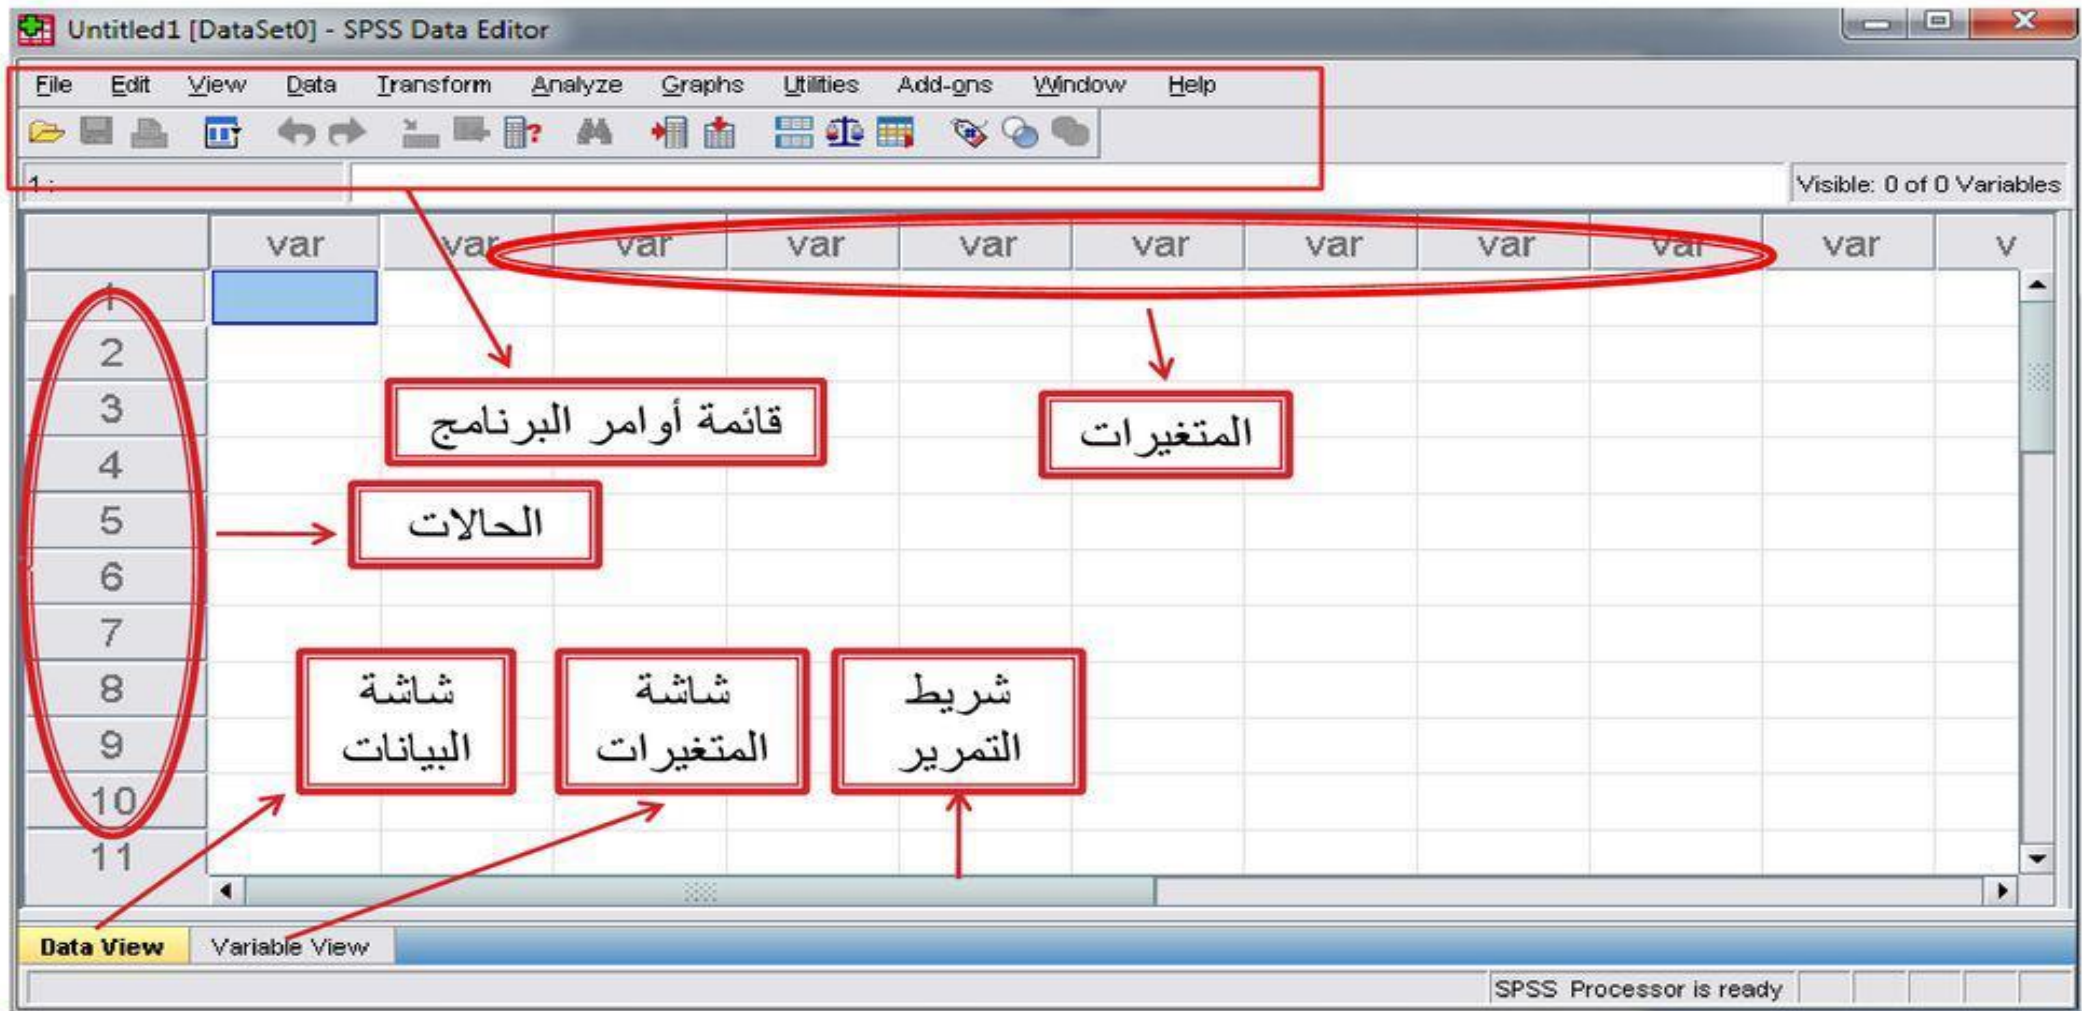 Untitled1 [DataSet0] - SPSS Data Editor
File Edit View Data Transform Analyze Graphs Utilities Add-ons Window Help
1 :
Visible: 0 of 0 Variables
var var var var var var var var var var v
1
2
3
قائمة أوامر البرنامج
المتغيرات
4
5
الحالات
6
7
8
شاشة
البيانات
شاشة
المتغيرات
شريط
التمرير
9
10
11
Data View Variable View
SPSS Processor is ready